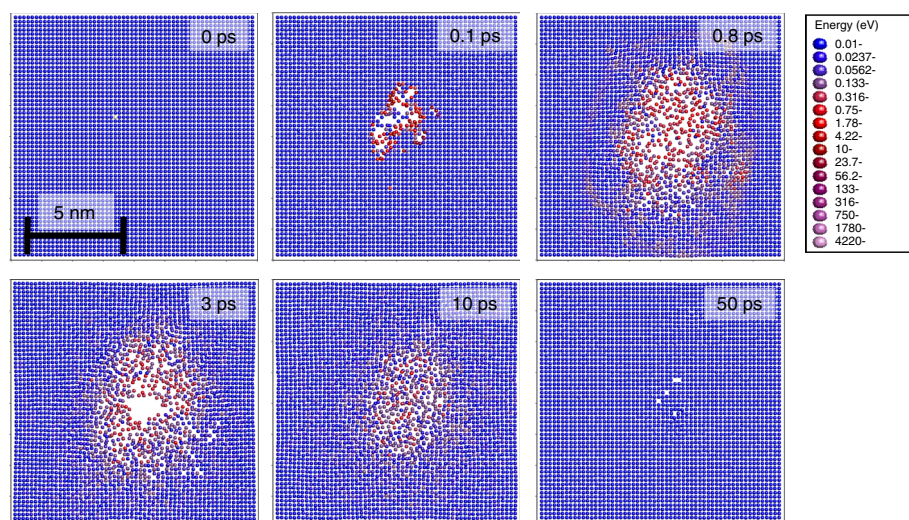 0 ps
0.1 ps
0.8 ps
5 nm
Energy (eV)
0.01-
0.0237-
0.0562-
0.133-
0.316-
0.75-
1.78-
4.22-
10-
23.7-
56.2-
133-
316-
750-
1780-
4220-
3 ps
10 ps
50 ps